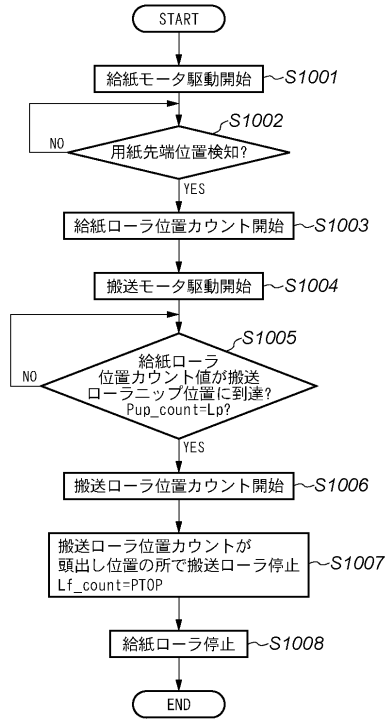 START
給紙モータ駆動開始
S1001
S1002
NO
用紙先端位置検知?
YES
給紙ローラ位置カウント開始
S1003
搬送モータ駆動開始
S1004
S1005
給紙ローラ
位置カウント値が搬送
ローラニップ位置に到達?
Pup_count=Lp?
NO
YES
搬送ローラ位置カウント開始
S1006
搬送ローラ位置カウントが
頭出し位置の所で搬送ローラ停止
Lf_count=PTOP
S1007
給紙ローラ停止
S1008
END